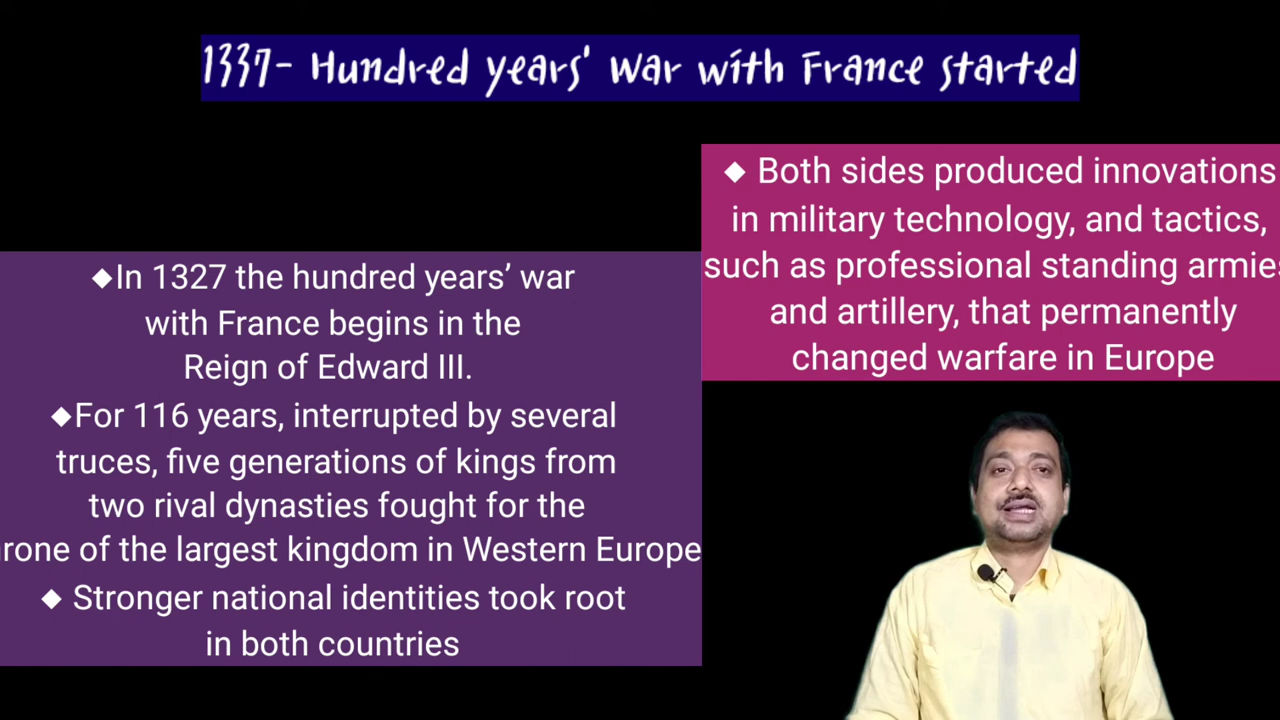 1337- Hundred years' war with France started
◆In 1327 the hundred years’ war
with France begins in the
Reign of Edward III.
◆For 116 years, interrupted by several
truces, five generations of kings from
two rival dynasties fought for the
rone of the largest kingdom in Western Europe
◆ Stronger national identities took root
in both countries
◆ Both sides produced innovations
in military technology, and tactics,
such as professional standing armies
and artillery, that permanently
changed warfare in Europe